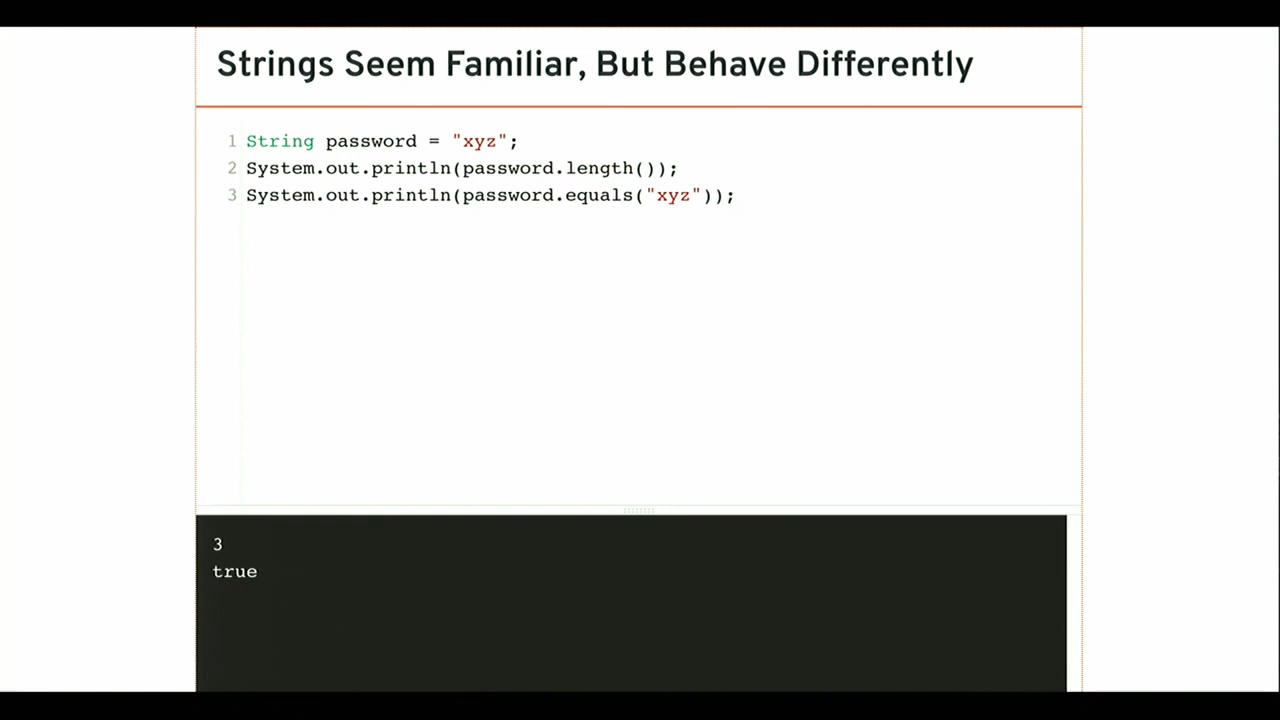 Strings Seem Familiar, But Behave Differently
1 String password = "xyz";
2 System.out.println(password.length());
3 System.out.println(password.equals("xyz"));
3
true